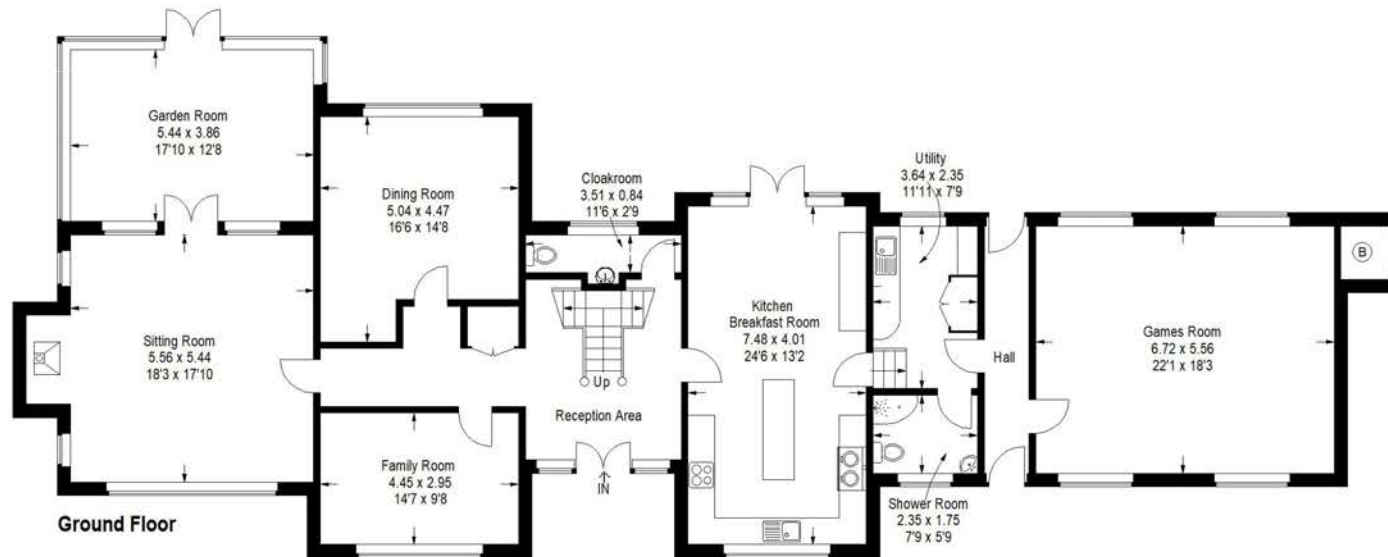 Garden Room
5.44 x 3.86
17'10 x 12'8
Dining Room
5.04 x 4.47
16'6 x 14'8
Cloakroom
3.51 x 0.84
11'6 x 2'9
Utility
3.64 x 2.35
11'11 x 7'9
Sitting Room
5.56 x 5.44
18'3 x 17'10
Up
Reception Area
IN
Kitchen
Breakfast Room
7.48 x 4.01
24'6 x 13'2
Hall
Games Room
6.72 x 5.56
22'1 x 18'3
B
Family Room
4.45 x 2.95
14'7 x 9'8
Shower Room
2.35 x 1.75
7'9 x 5'9
Ground Floor